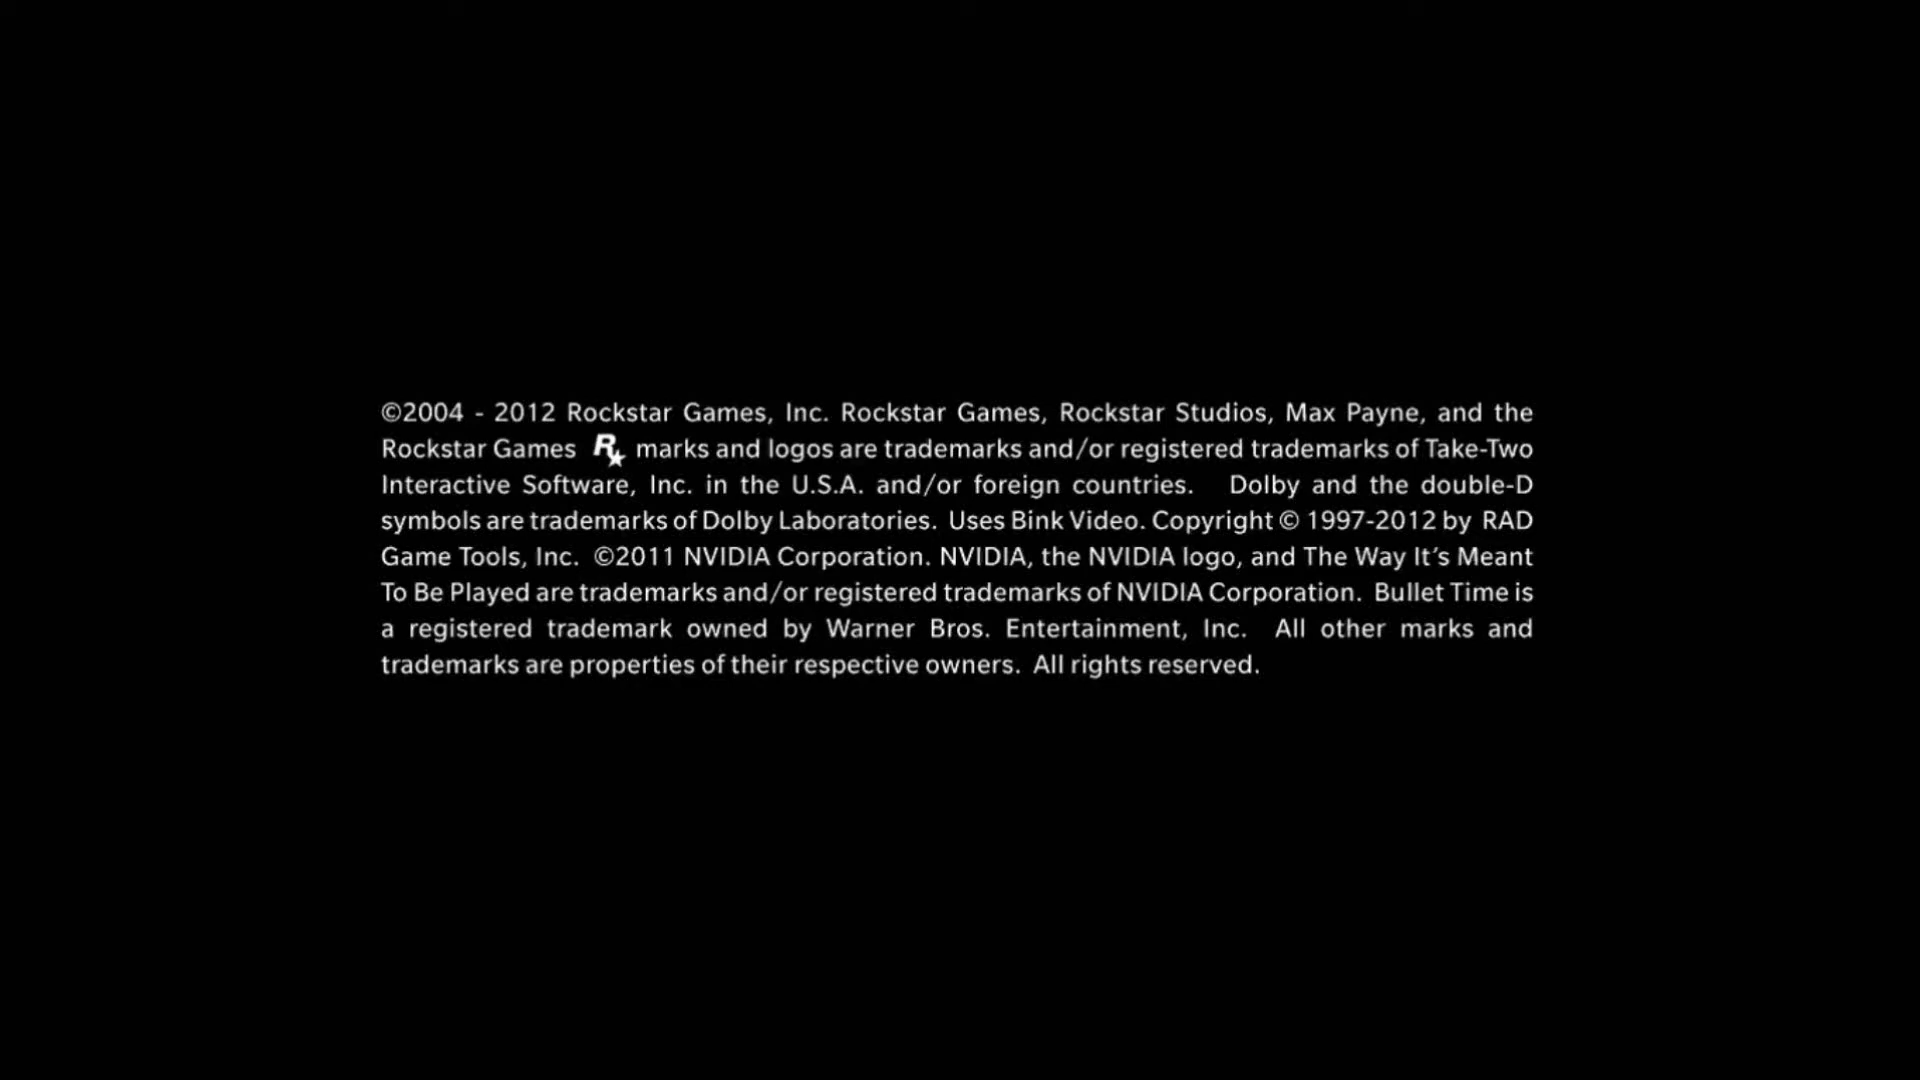 ©2004 - 2012 Rockstar Games, Inc. Rockstar Games, Rockstar Studios, Max Payne, and the
Rockstar Games R★ marks and logos are trademarks and/or registered trademarks of Take-Two
Interactive Software, Inc. in the U.S.A. and/or foreign countries. Dolby and the double-D
symbols are trademarks of Dolby Laboratories. Uses Bink Video. Copyright © 1997-2012 by RAD
Game Tools, Inc. ©2011 NVIDIA Corporation. NVIDIA, the NVIDIA logo, and The Way It's Meant
To Be Played are trademarks and/or registered trademarks of NVIDIA Corporation. Bullet Time is
a registered trademark owned by Warner Bros. Entertainment, Inc. All other marks and
trademarks are properties of their respective owners. All rights reserved.